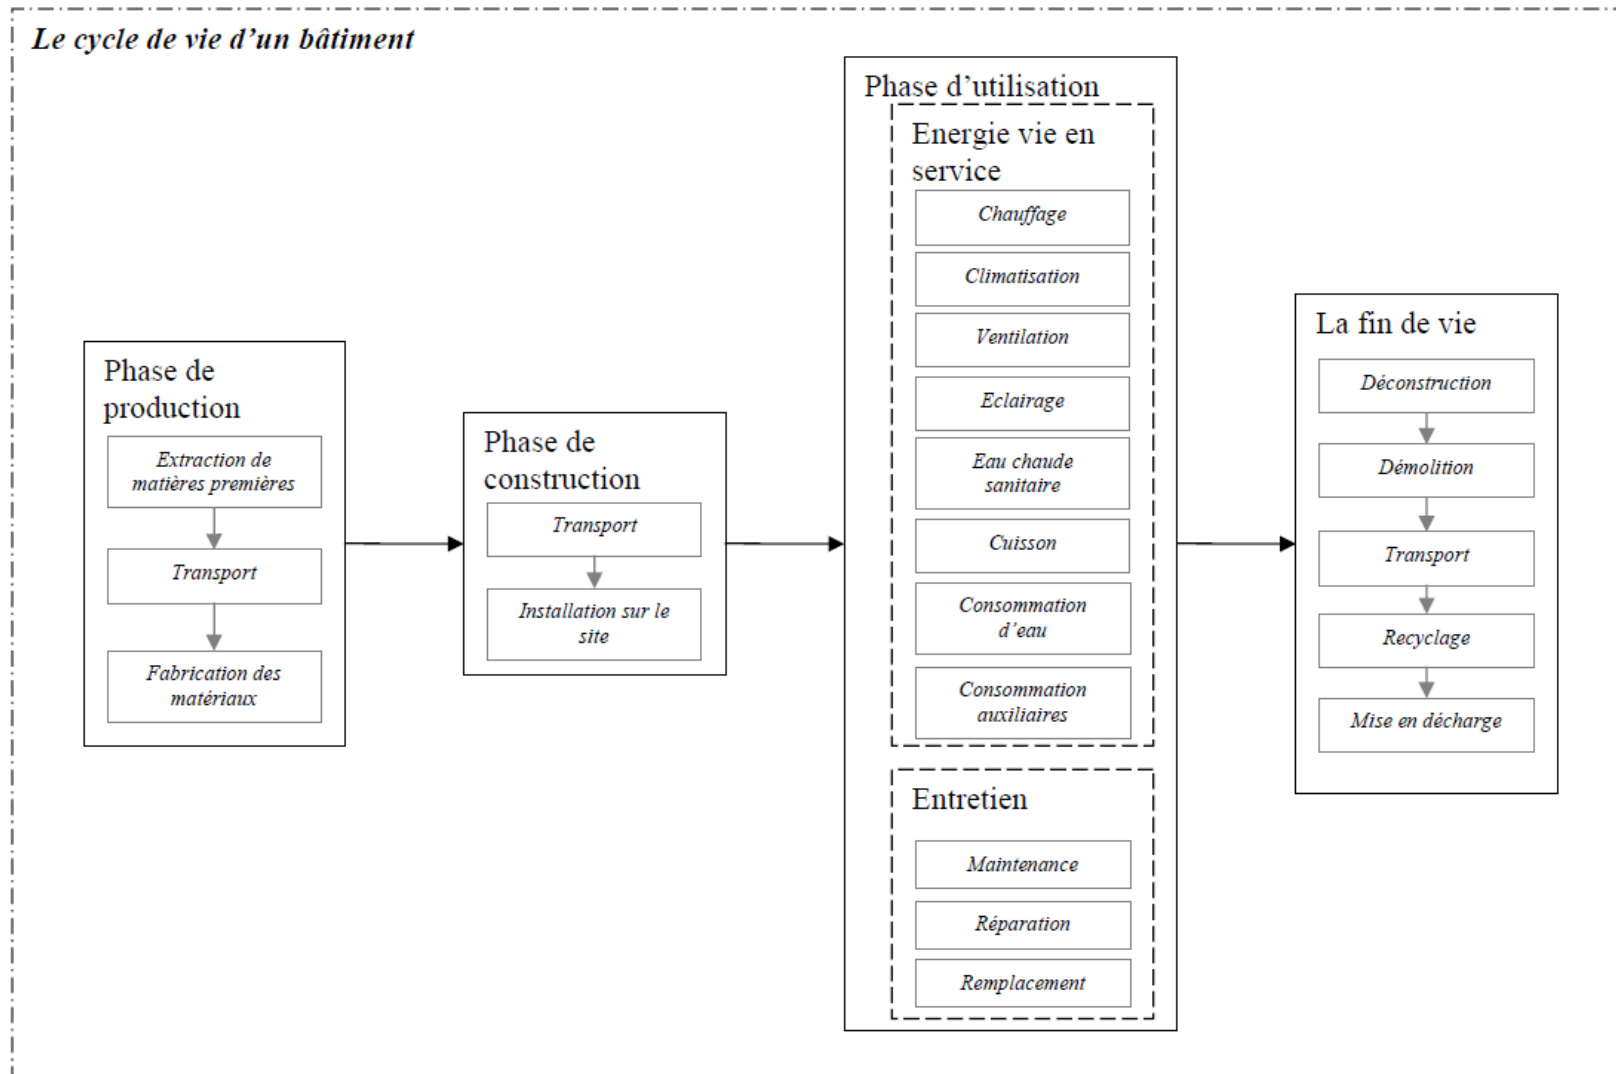 Le cycle de vie d’un bâtiment
Phase de
production
Extraction de
matières premières
Transport
Fabrication des
matériaux
Phase de
construction
Transport
Installation sur le
site
Phase d’utilisation
Energie vie en
service
Chauffage
Climatisation
Ventilation
Eclairage
Eau chaude
sanitaire
Cuisson
Consommation
d’eau
Consommation
auxiliaires
Entretien
Maintenance
Réparation
Remplacement
La fin de vie
Déconstruction
Démolition
Transport
Recyclage
Mise en décharge